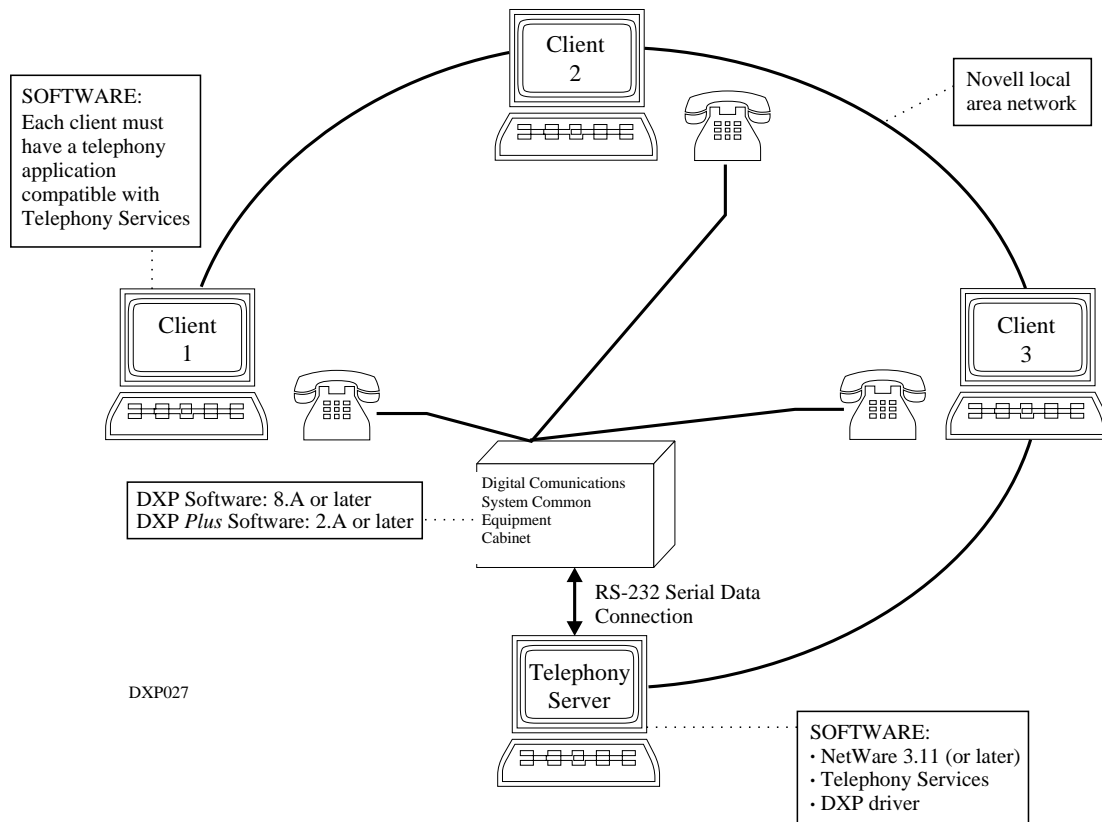 Client
2
Novell local
area network
SOFTWARE:
Each client must
have a telephony
application
compatible with
Telephony Services
Client
1
Client
3
Digital Comunications
System Common
Equipment
Cabinet
DXP Software: 8.A or later
DXP Plus Software: 2.A or later
RS-232 Serial Data
Connection
Telephony
Server
DXP027
SOFTWARE:
· NetWare 3.11 (or later)
· Telephony Services
· DXP driver